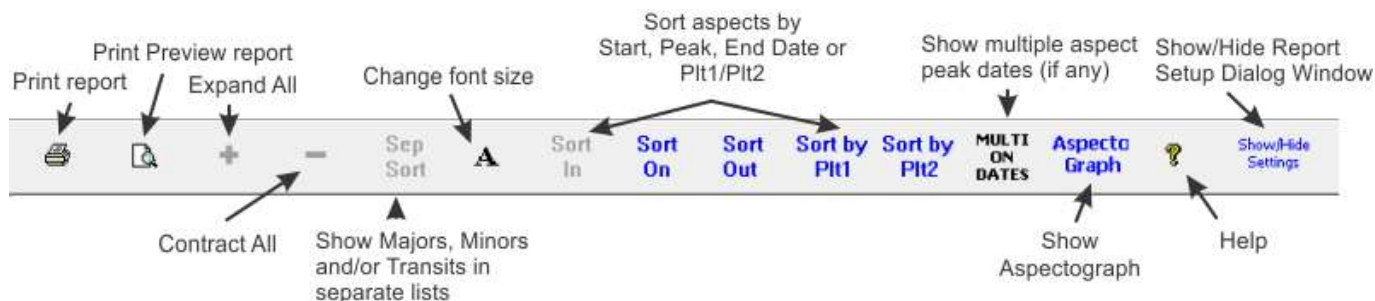 Sort aspects by
Start, Peak, End Date or
Plt1/Plt2
Print Preview report
Print report
Expand All
Change font size
Show multiple aspect
peak dates (if any)
Show/Hide Report
Setup Dialog Window
Sep
Sort
A
Sort
In
Sort
On
Sort
Out
Sort by
Plt1
Sort by
Plt2
MULTI
ON
DATES
Aspecto
Graph
?
Show/Hide
Settings
Contract All
Show Majors, Minors
and/or Transits in
separate lists
Show
Aspectograph
Help